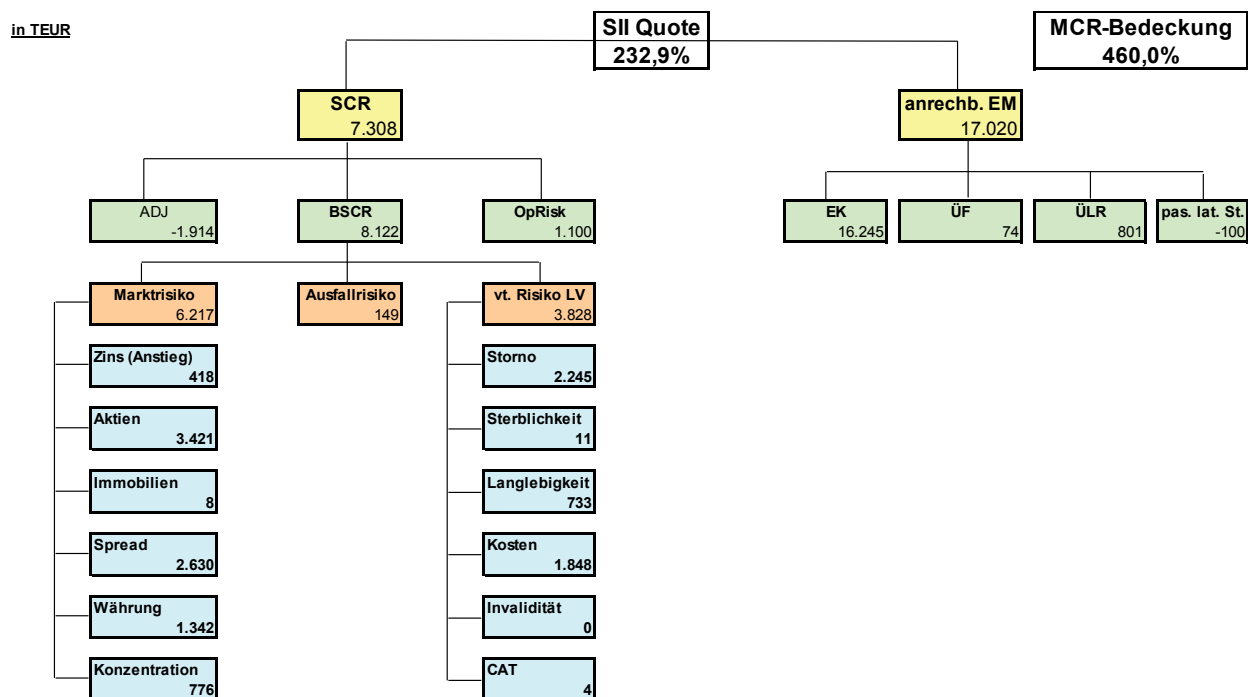 in TEUR
SII Quote
232,9%
MCR-Bedeckung
460,0%
SCR
7.308
anrechb. EM
17.020
ADJ
-1.914
BSCR
8.122
OpRisk
1.100
EK
16.245
ÜF
74
ÜLR
801
pas. lat. St.
-100
Marktrisiko
6.217
Ausfallrisiko
149
vt. Risiko LV
3.828
Zins (Anstieg)
418
Storno
2.245
Aktien
3.421
Sterblichkeit
11
Immobilien
8
Langlebigkeit
733
Spread
2.630
Kosten
1.848
Währung
1.342
Invalidität
0
Konzentration
776
CAT
4